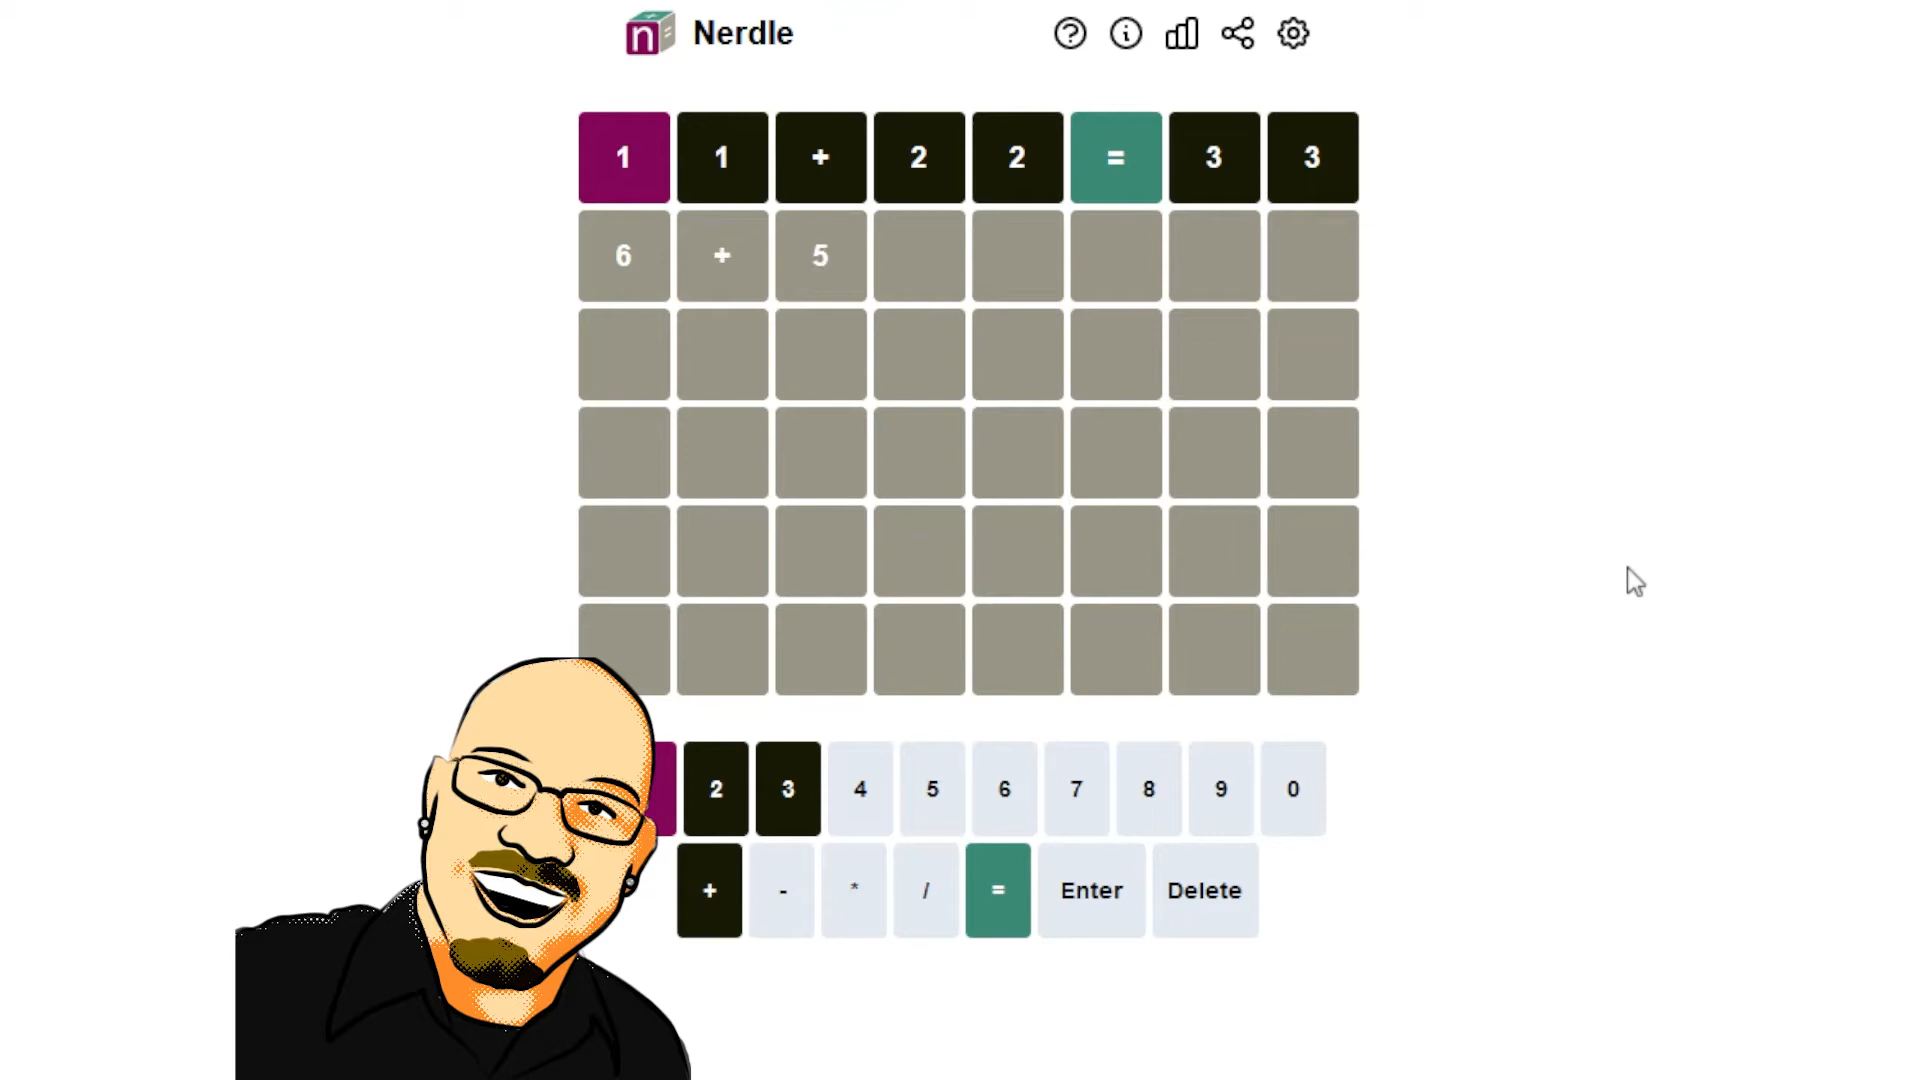 n= Nerdle
1 1 + 2 2 = 3 3
6 + 5
2 3 4 5 6 7 8 9 0
+ - * / = Enter Delete